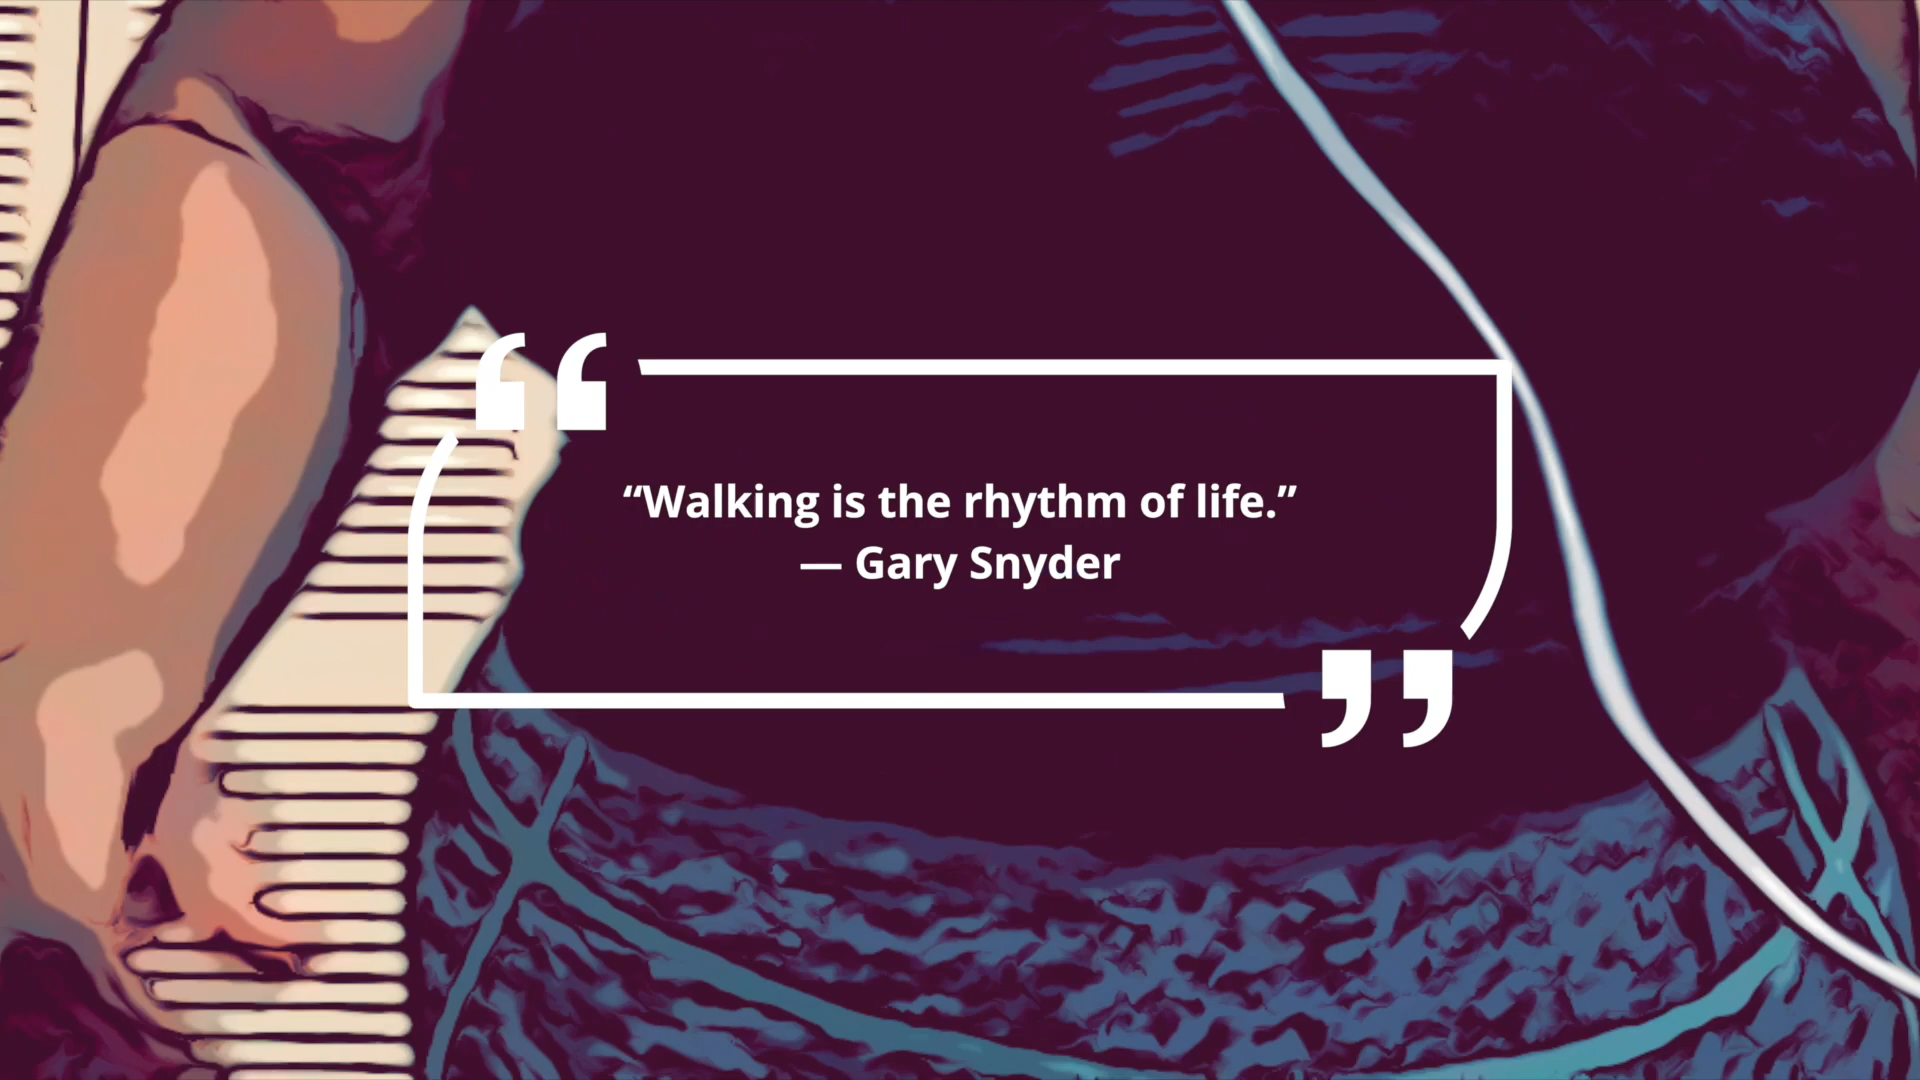 “Walking is the rhythm of life.”
— Gary Snyder